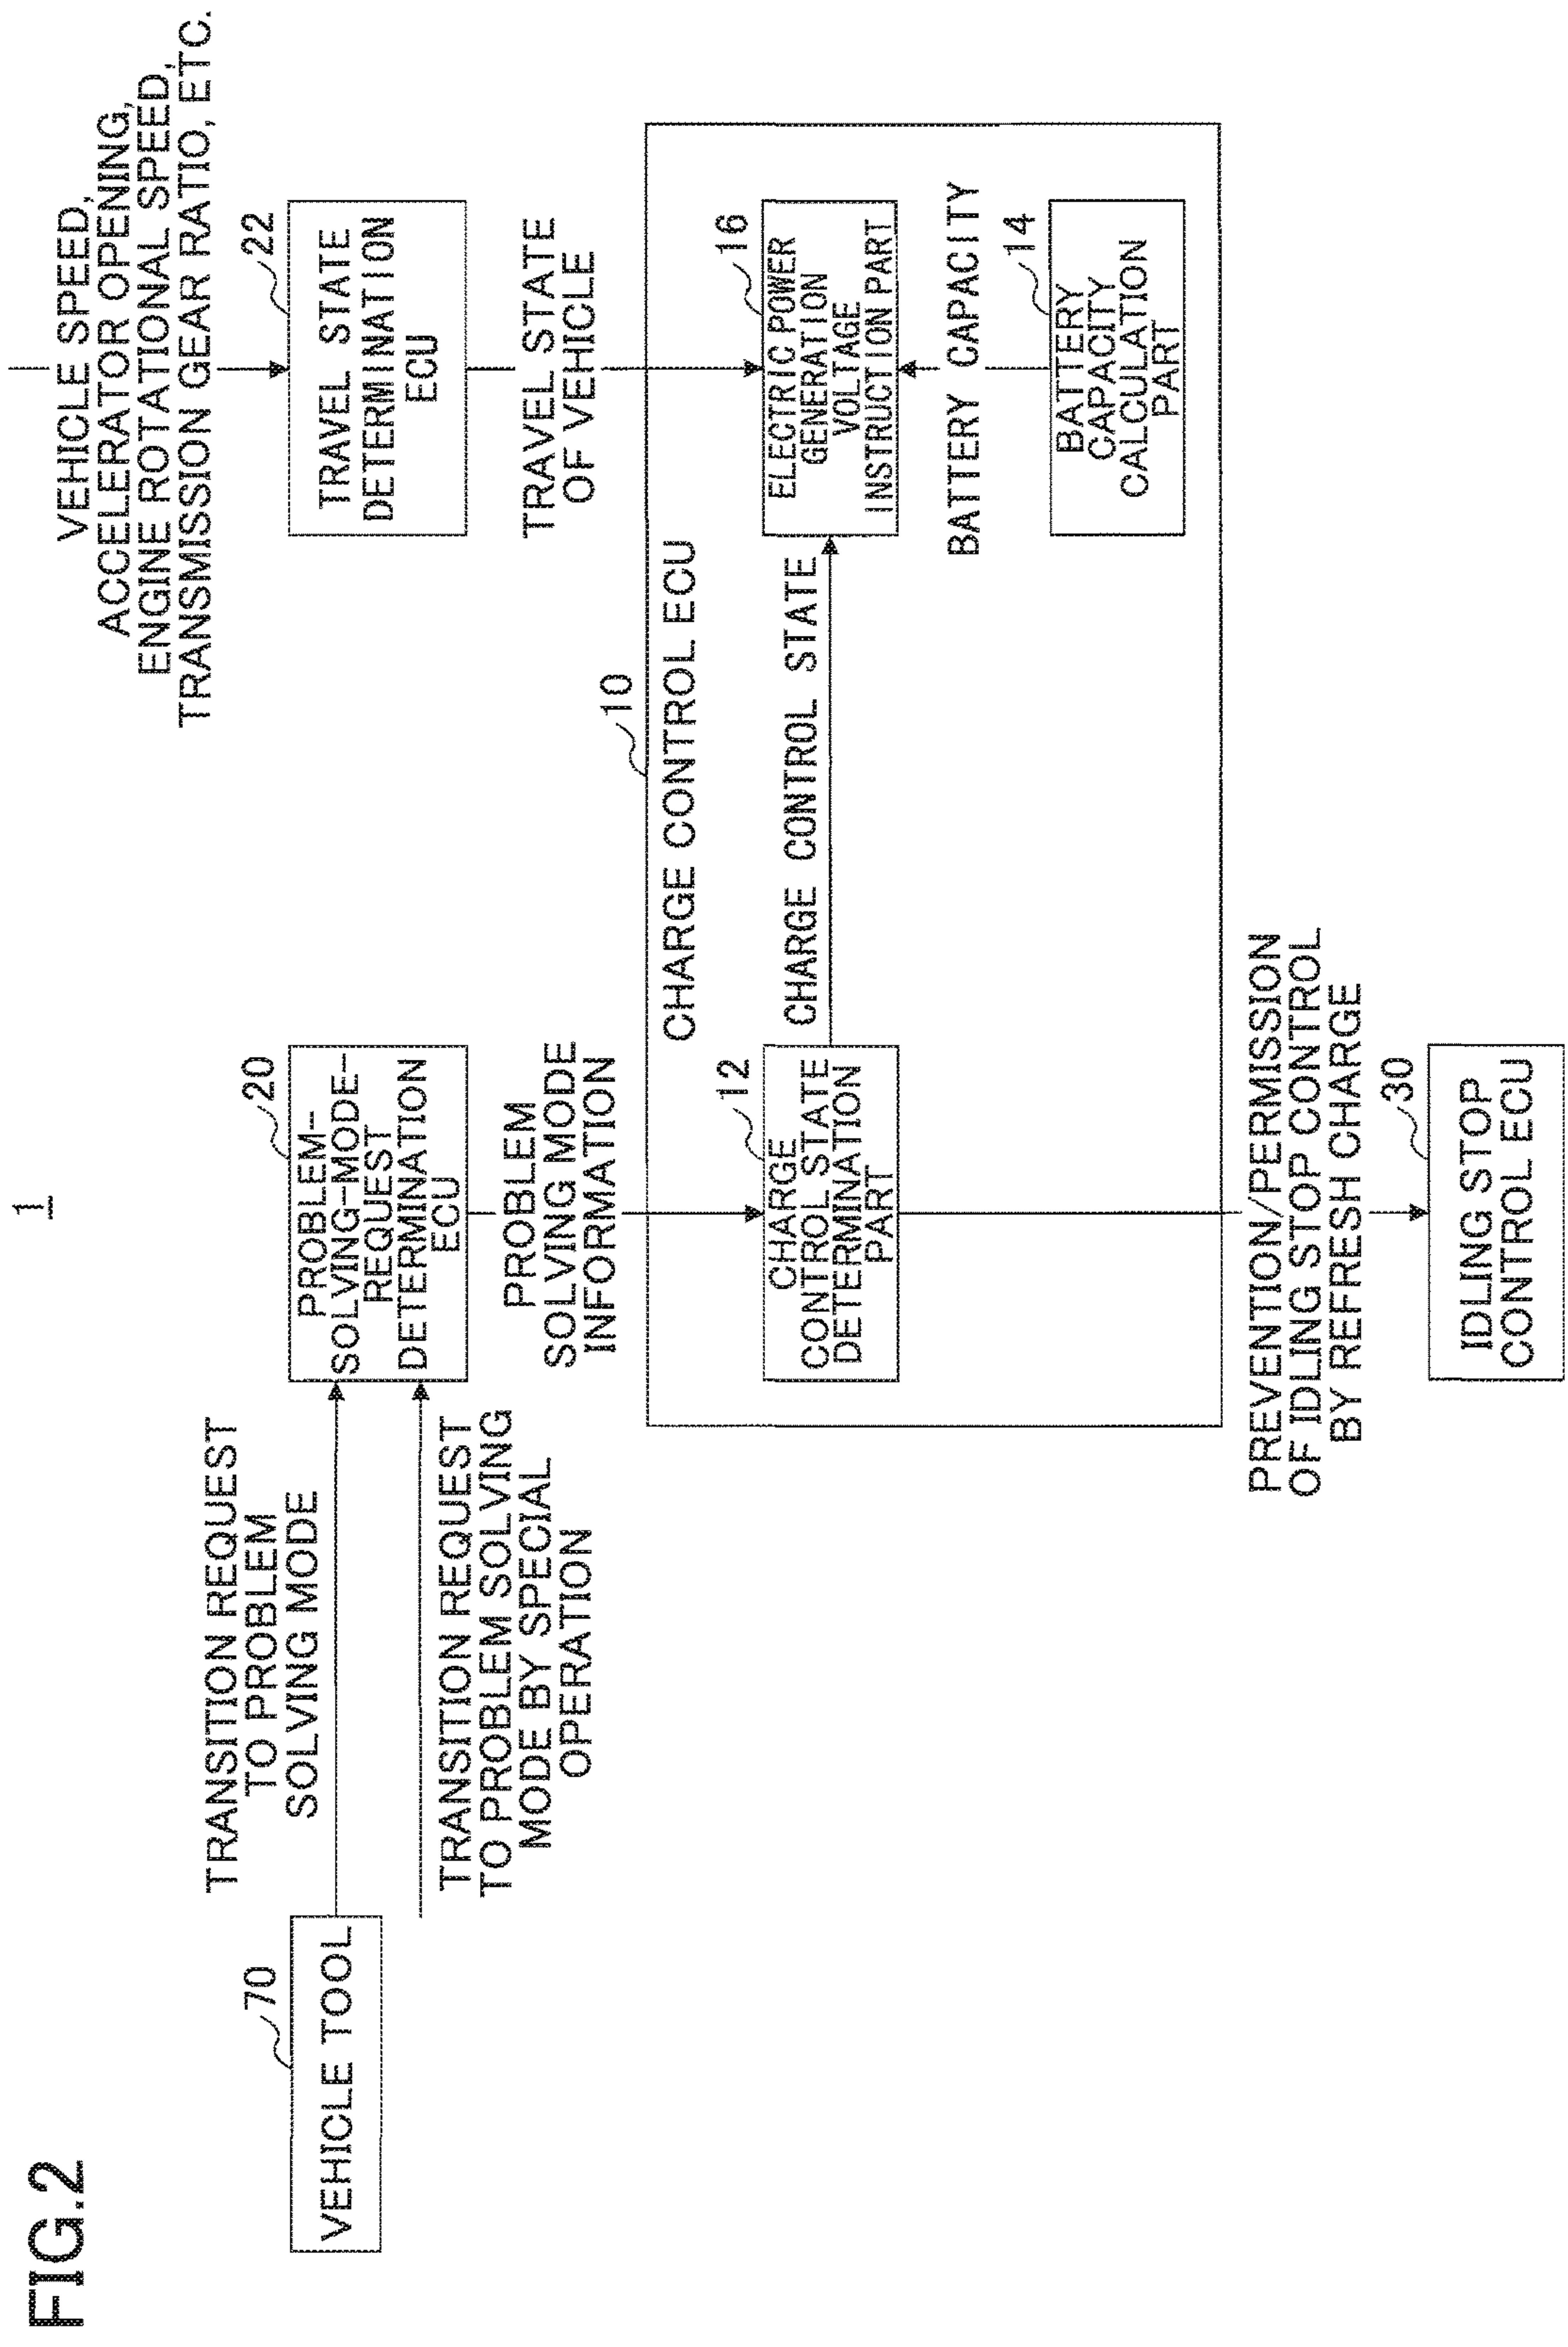 FIG.2
1
VEHICLE SPEED,
ACCELERATOR OPENING,
ENGINE ROTATIONAL SPEED,
TRANSMISSION GEAR RATIO, ETC.
70
VEHICLE TOOL
TRANSITION REQUEST
TO PROBLEM
SOLVING MODE
TRANSITION REQUEST
TO PROBLEM SOLVING
MODE BY SPECIAL
OPERATION
20
PROBLEM-
SOLVING-MODE-
REQUEST
DETERMINATION
ECU
22
TRAVEL STATE
DETERMINATION
ECU
PROBLEM
SOLVING MODE
INFORMATION
TRAVEL STATE
OF VEHICLE
10
CHARGE CONTROL ECU
12
CHARGE
CONTROL STATE
DETERMINATION
PART
CHARGE CONTROL STATE
16
ELECTRIC POWER
GENERATION
VOLTAGE
INSTRUCTION PART
BATTERY CAPACITY
14
BATTERY
CAPACITY
CALCULATION
PART
PREVENTION/PERMISSION
OF IDLING STOP CONTROL
BY REFRESH CHARGE
30
IDLING STOP
CONTROL ECU